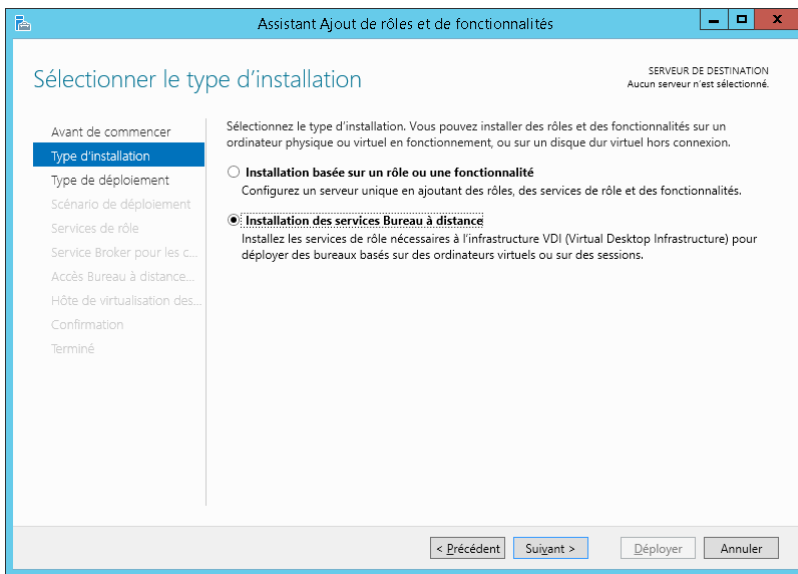 Assistant Ajout de rôles et de fonctionnalités
Sélectionner le type d'installation
SERVEUR DE DESTINATION
Aucun serveur n'est sélectionné.
Avant de commencer
Type d'installation
Type de déploiement
Scénario de déploiement
Services de rôle
Service Broker pour les c...
Accès Bureau à distance...
Hôte de virtualisation des...
Confirmation
Terminé
Sélectionnez le type d'installation. Vous pouvez installer des rôles et des fonctionnalités sur un
ordinateur physique ou virtuel en fonctionnement, ou sur un disque dur virtuel hors connexion.
Installation basée sur un rôle ou une fonctionnalité
Configurez un serveur unique en ajoutant des rôles, des services de rôle et des fonctionnalités.
Installation des services Bureau à distance
Installez les services de rôle nécessaires à l'infrastructure VDI (Virtual Desktop Infrastructure) pour
déployer des bureaux basés sur des ordinateurs virtuels ou sur des sessions.
< Précédent
Suivant >
Déployer
Annuler